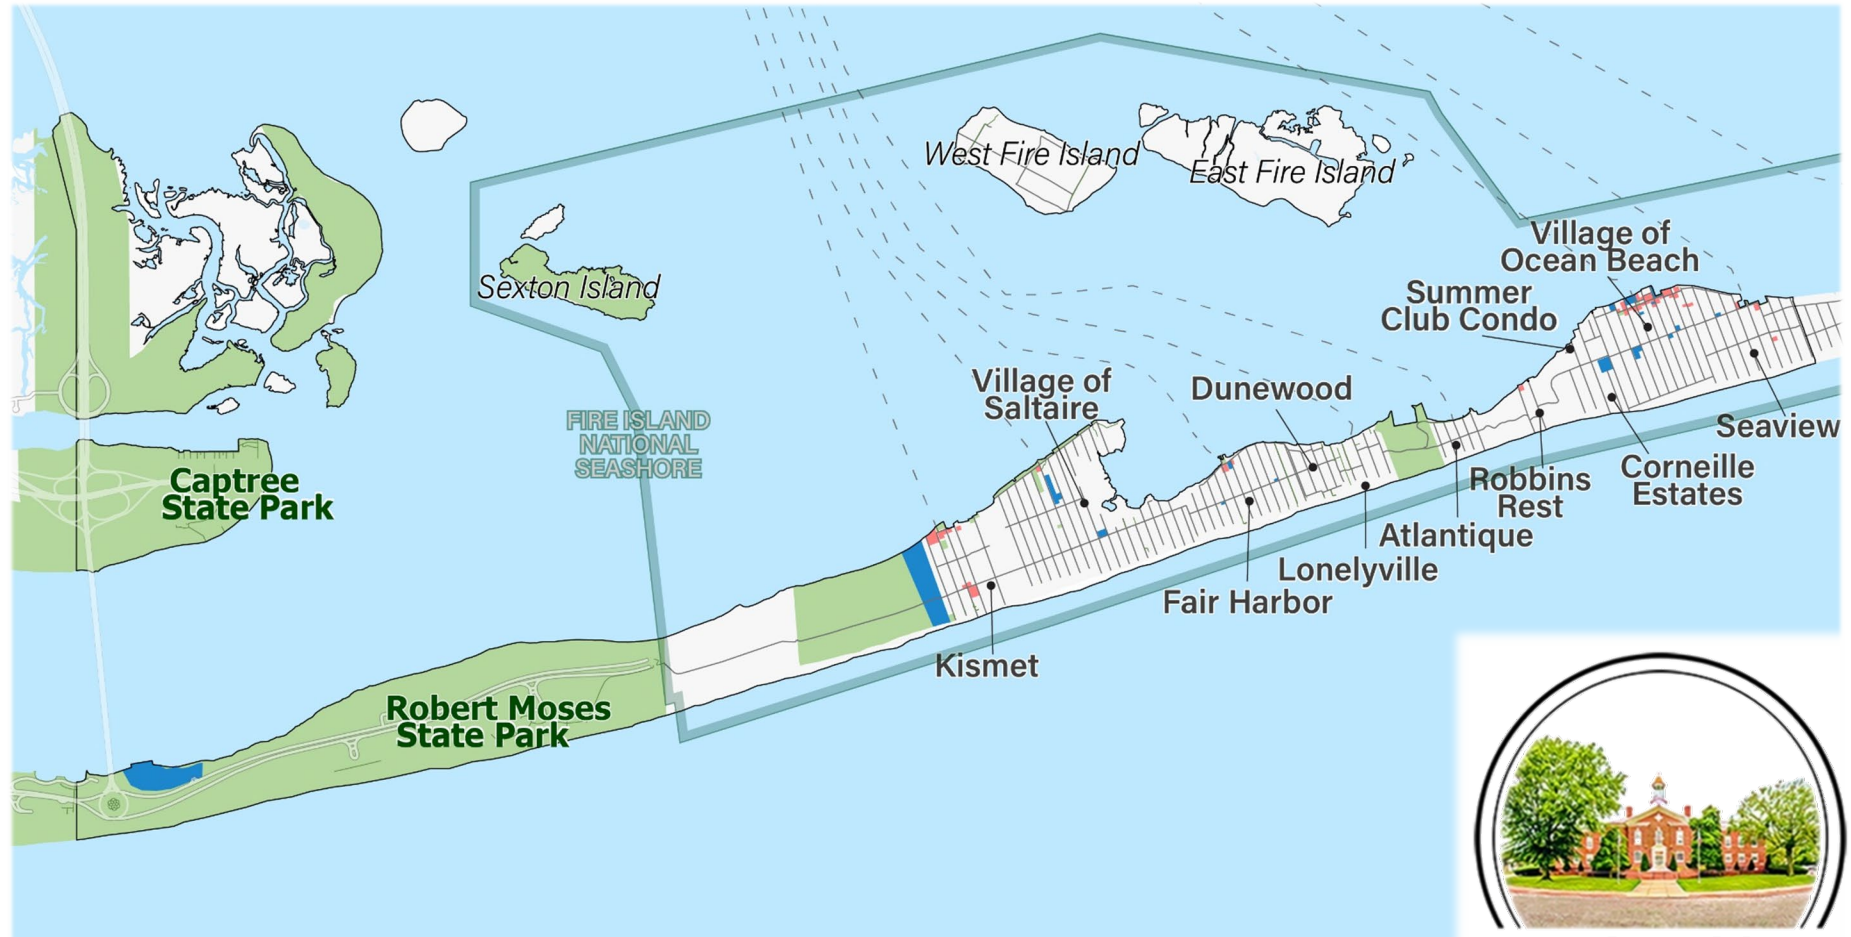 West Fire Island
East Fire Island
Village of
Ocean Beach
Sexton Island
Summer
Club Condo
Village of
Saltaire
Dunewood
FIRE ISLAND
NATIONAL
SEASHORE
Seaview
Captree
State Park
Robbins
Rest
Corneille
Estates
Atlantique
Lonelyville
Fair Harbor
Kismet
Robert Moses
State Park